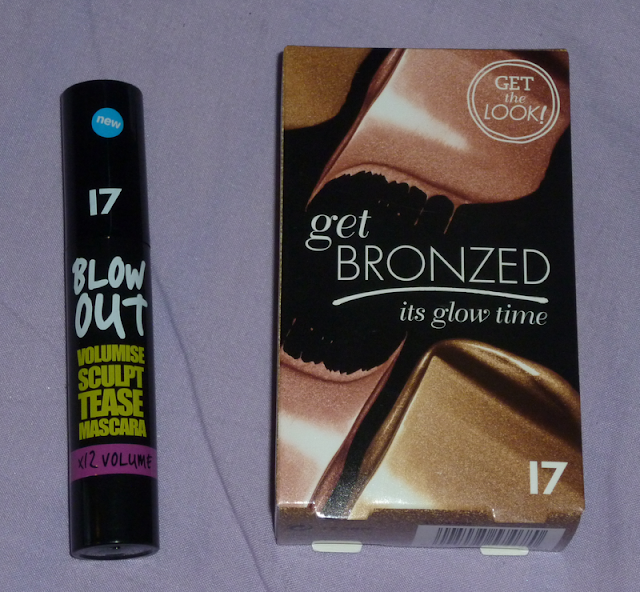 new
17
BLOW
OUT
VOLUMISE
SCULPT
TEASE
MASCARA
x12 VOLUME
GET
the
LOOK!
get
BRONZED
its glow time
17